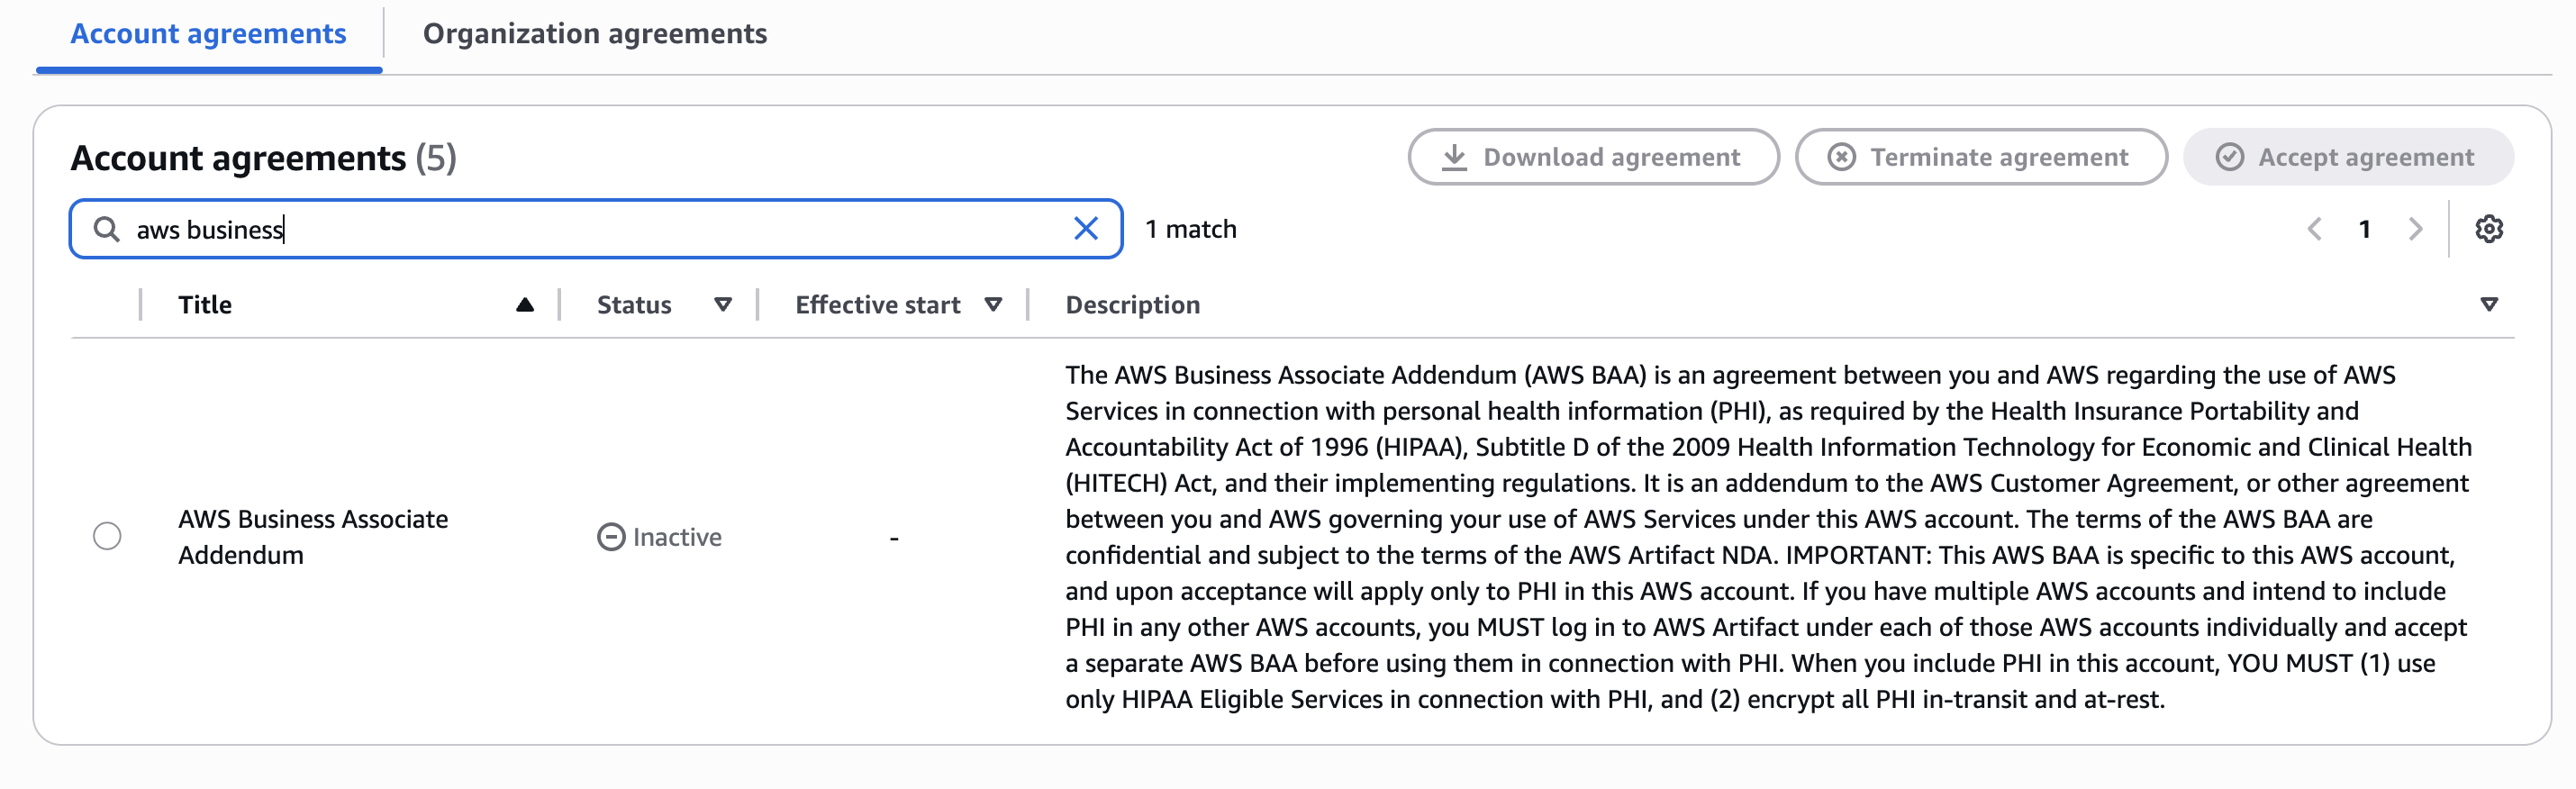 Account agreements
Organization agreements
Account agreements (5)
Download agreement
Terminate agreement
Accept agreement
aws business
1 match
1
Title
Status
Effective start
Description
AWS Business Associate
Addendum
Inactive
-
The AWS Business Associate Addendum (AWS BAA) is an agreement between you and AWS regarding the use of AWS
Services in connection with personal health information (PHI), as required by the Health Insurance Portability and
Accountability Act of 1996 (HIPAA), Subtitle D of the 2009 Health Information Technology for Economic and Clinical Health
(HITECH) Act, and their implementing regulations. It is an addendum to the AWS Customer Agreement, or other agreement
between you and AWS governing your use of AWS Services under this AWS account. The terms of the AWS BAA are
confidential and subject to the terms of the AWS Artifact NDA. IMPORTANT: This AWS BAA is specific to this AWS account,
and upon acceptance will apply only to PHI in this AWS account. If you have multiple AWS accounts and intend to include
PHI in any other AWS accounts, you MUST log in to AWS Artifact under each of those AWS accounts individually and accept
a separate AWS BAA before using them in connection with PHI. When you include PHI in this account, YOU MUST (1) use
only HIPAA Eligible Services in connection with PHI, and (2) encrypt all PHI in-transit and at-rest.